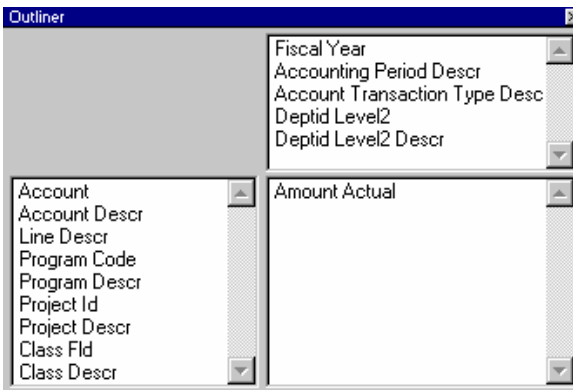 Outliner
Fiscal Year
Accounting Period Descr
Account Transaction Type Desc
Deptid Level2
Deptid Level2 Descr
Account
Account Descr
Line Descr
Program Code
Program Descr
Project Id
Project Descr
Class Fld
Class Descr
Amount Actual